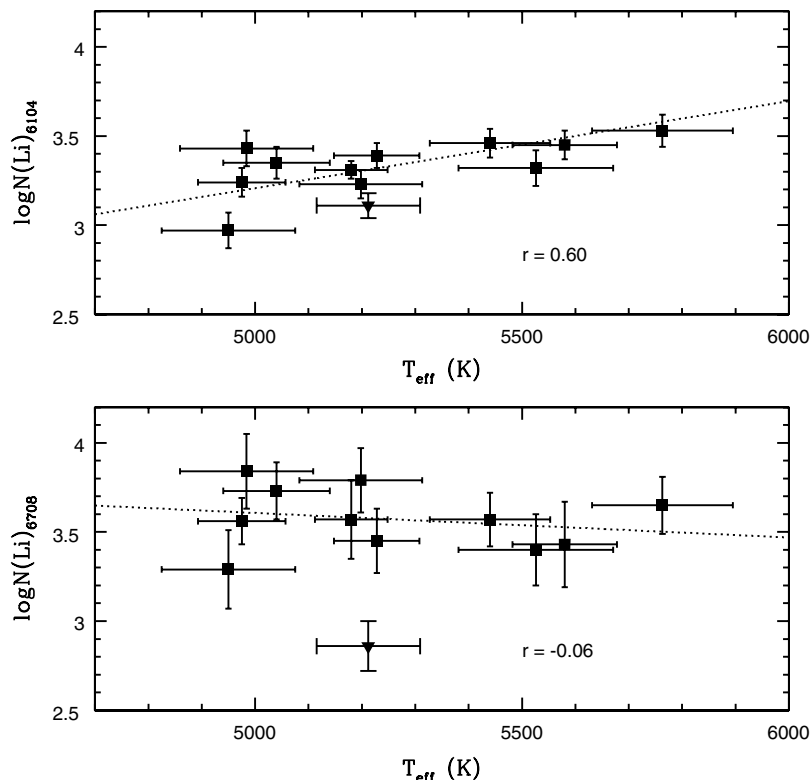 4
3.5
3
2.5
logN(Li)6104
r = 0.60
5000 5500 6000
Teff (K)
4
3.5
3
2.5
logN(Li)6708
r = -0.06
5000 5500 6000
Teff (K)